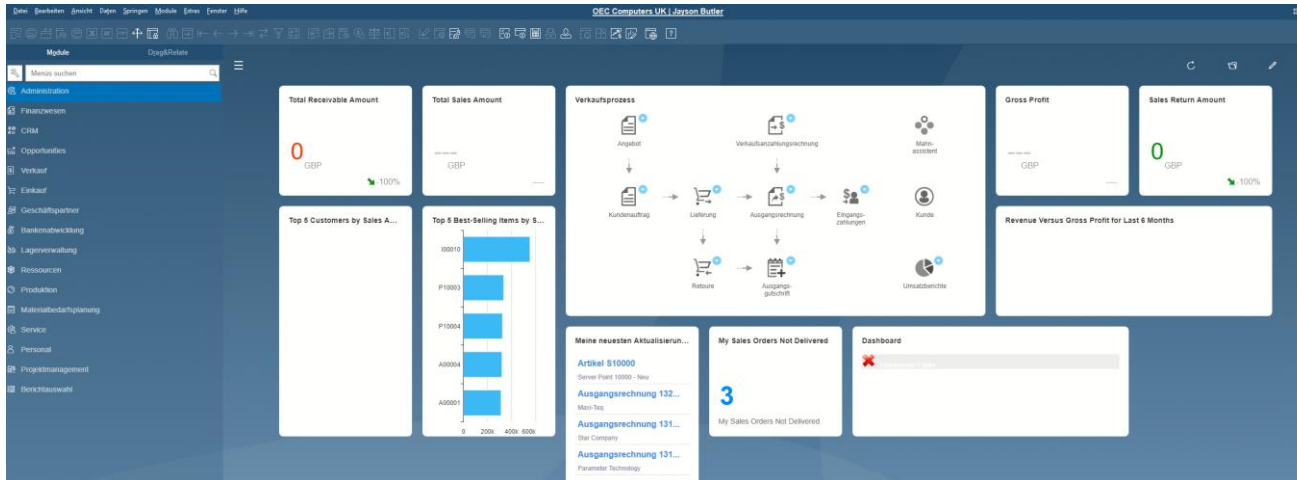 Datei Bearbeiten Ansicht Daten Springen Module Extras Fenster Hilfe
OEC Computers UK | Jayson Butler
Module
Drag&Relate
Menüs suchen
Administration
Finanzwesen
CRM
Opportunities
Verkauf
Einkauf
Geschäftspartner
Bankenabwicklung
Lagerverwaltung
Ressourcen
Produktion
Materialbedarfsplanung
Service
Personal
Projektmanagement
Berichtauswahl
Total Receivable Amount
0
GBP
-100%
Total Sales Amount
---
GBP
Verkaufsprozess
Angebot
Verkaufsanzahlungsrechnung
Mahn-
assistent
Kundenauftrag
Lieferung
Ausgangsrechnung
Eingangs-
zahlungen
Kunde
Retoure
Ausgangs-
gutschrift
Umsatzberichte
Gross Profit
---
GBP
Sales Return Amount
0
GBP
-100%
Top 5 Customers by Sales A...
Top 5 Best-Selling Items by S...
I00010
P10003
P10004
A00004
A00001
0 200k 400k 600k
Revenue Versus Gross Profit for Last 6 Months
Meine neuesten Aktualisierun...
Artikel S10000
Server Point 10000 - Neu
Ausgangsrechnung 132...
Maxi-Teq
Ausgangsrechnung 131...
Star Company
Ausgangsrechnung 131...
Parameter Technology
My Sales Orders Not Delivered
3
My Sales Orders Not Delivered
Dashboard